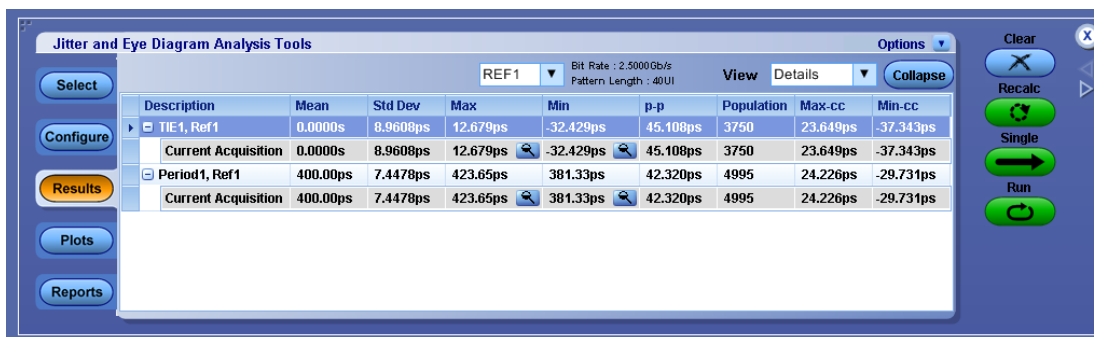 Jitter and Eye Diagram Analysis Tools
Options
Clear
X
Select
REF1
Bit Rate : 2.5000Gb/s
Pattern Length : 40UI
View
Details
Collapse
Recalc
Description Mean Std Dev Max Min p-p Population Max-cc Min-cc
Configure
TIE1, Ref1 0.0000s 8.9608ps 12.679ps -32.429ps 45.108ps 3750 23.649ps -37.343ps
Single
Current Acquisition 0.0000s 8.9608ps 12.679ps -32.429ps 45.108ps 3750 23.649ps -37.343ps
Results
Period1, Ref1 400.00ps 7.4478ps 423.65ps 381.33ps 42.320ps 4995 24.226ps -29.731ps
Run
Current Acquisition 400.00ps 7.4478ps 423.65ps 381.33ps 42.320ps 4995 24.226ps -29.731ps
Plots
Reports